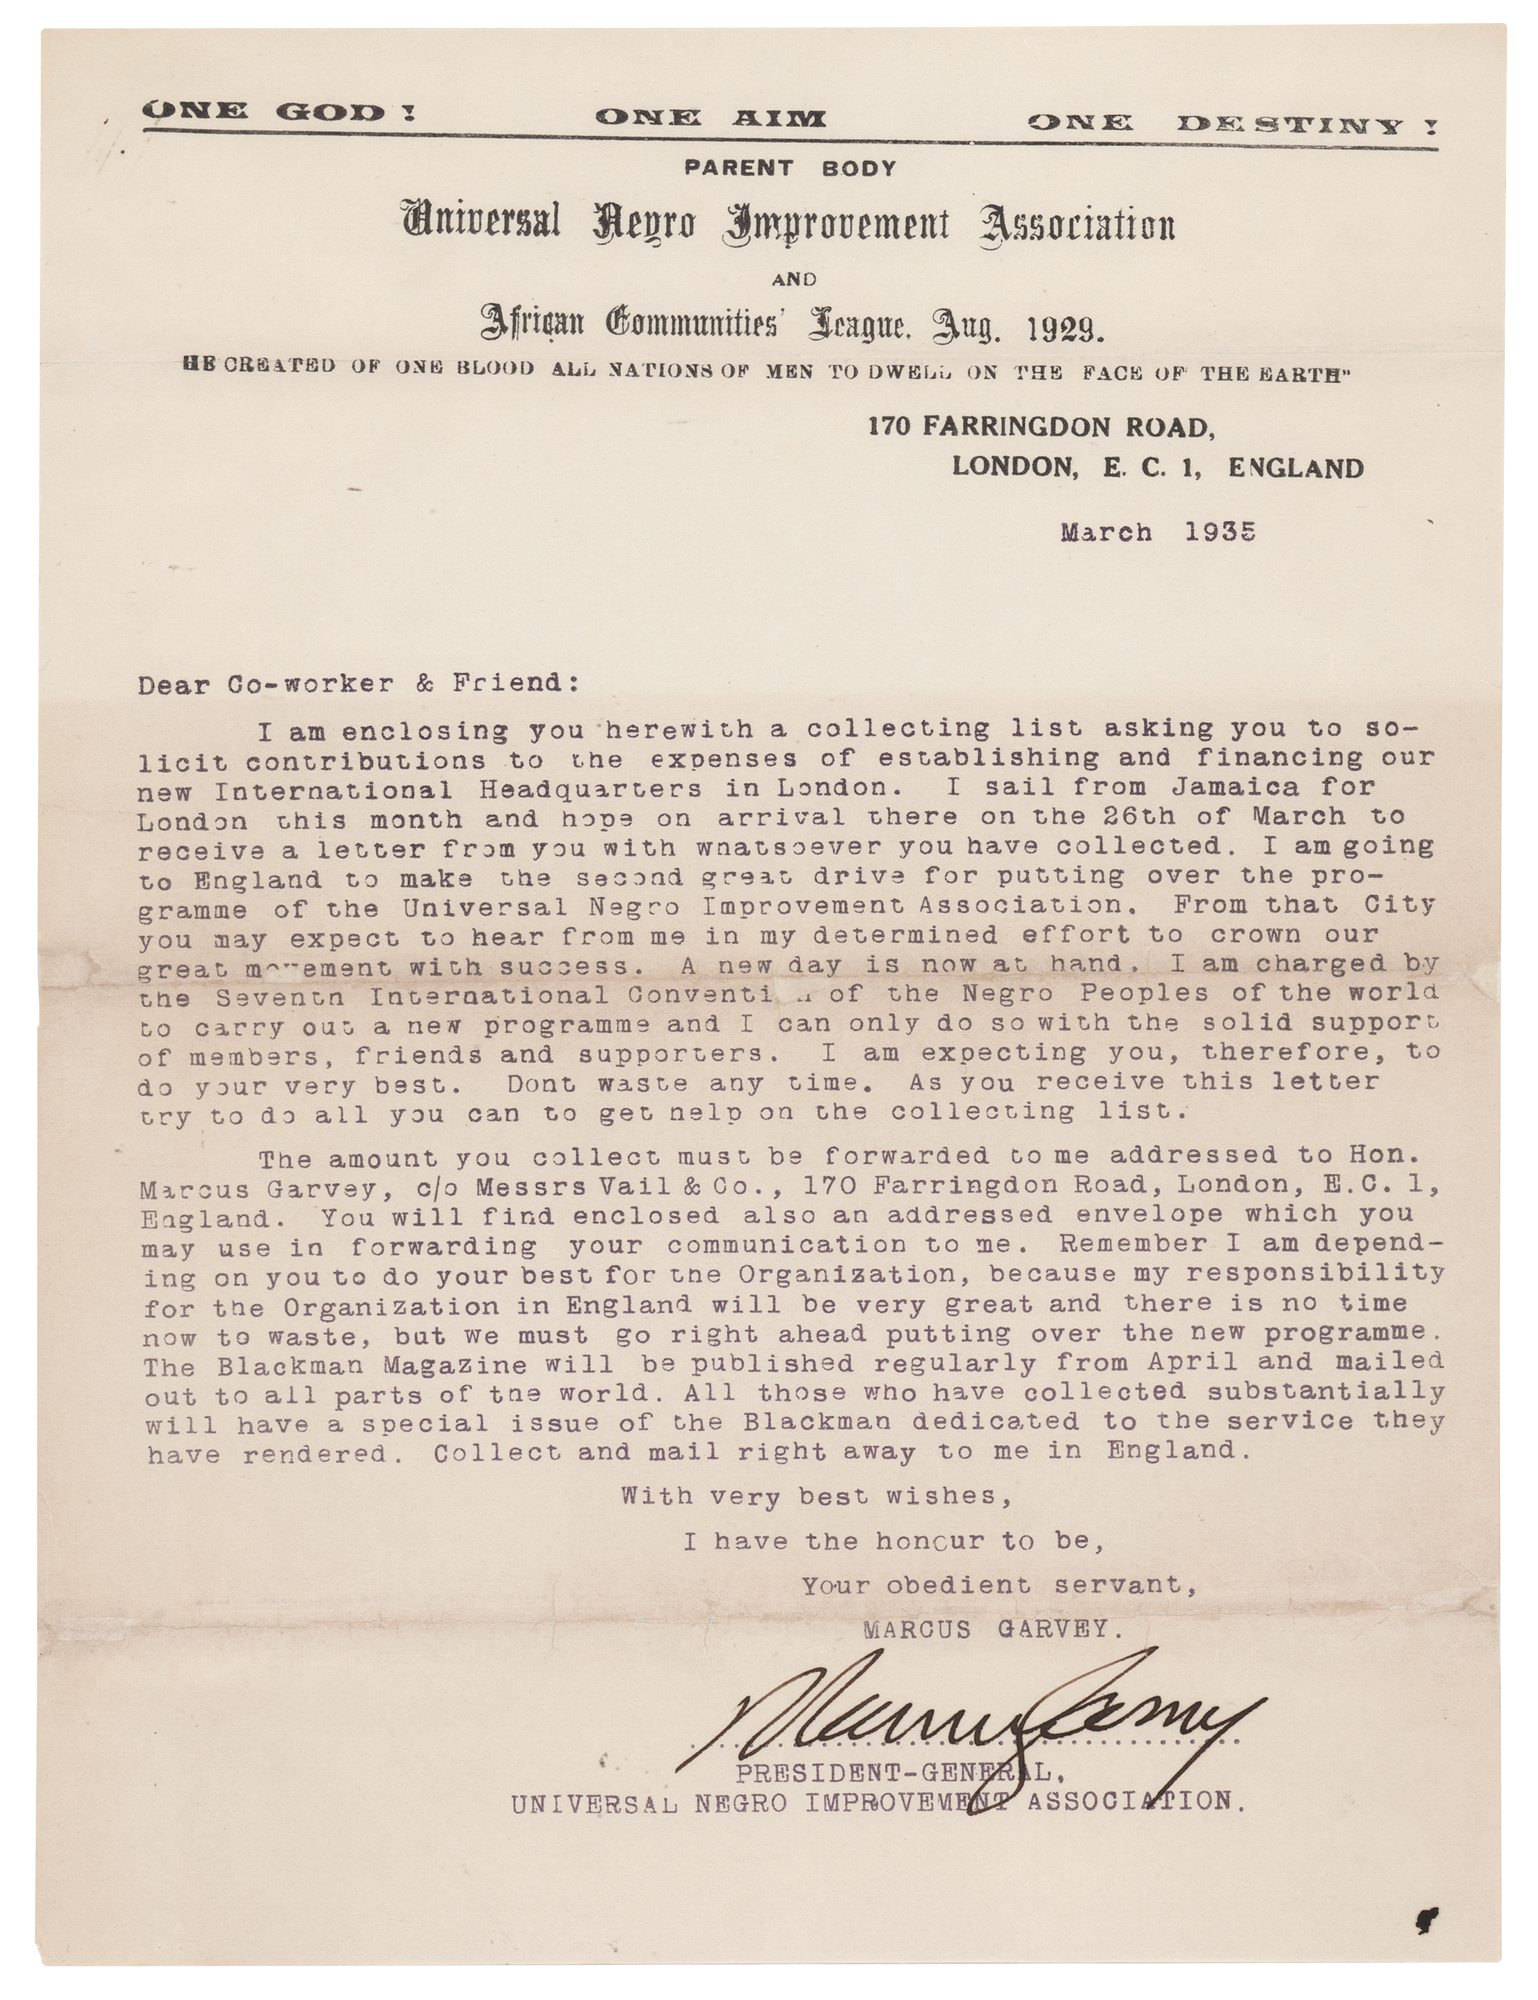 ONE GOD! ONE AIM ONE DESTINY!
PARENT BODY
Universal Negro Improvement Association
AND
African Communities' League. Aug. 1929.
HE CREATED OF ONE BLOOD ALL NATIONS OF MEN TO DWELL ON THE FACE OF THE EARTH"
170 FARRINGDON ROAD,
LONDON, E. C. 1, ENGLAND
March 1935
Dear Co-worker & Friend:
I am enclosing you herewith a collecting list asking you to so-
licit contributions to the expenses of establishing and financing our
new International Headquarters in London. I sail from Jamaica for
London this month and hope on arrival there on the 26th of March to
receive a letter from you with whatsoever you have collected. I am going
to England to make the second great drive for putting over the pro-
gramme of the Universal Negro Improvement Association. From that City
you may expect to hear from me in my determined effort to crown our
great movement with success. A new day is now at hand. I am charged by
the Seventh International Convention of the Negro Peoples of the world
to carry out a new programme and I can only do so with the solid support
of members, friends and supporters. I am expecting you, therefore, to
do your very best. Dont waste any time. As you receive this letter
try to do all you can to get help on the collecting list.
The amount you collect must be forwarded to me addressed to Hon.
Marcus Garvey, c/o Messrs Vail & Co., 170 Farringdon Road, London, E.C. 1,
England. You will find enclosed also an addressed envelope which you
may use in forwarding your communication to me. Remember I am depend-
ing on you to do your best for the Organization, because my responsibility
for the Organization in England will be very great and there is no time
now to waste, but we must go right ahead putting over the new programme.
The Blackman Magazine will be published regularly from April and mailed
out to all parts of the world. All those who have collected substantially
will have a special issue of the Blackman dedicated to the service they
have rendered. Collect and mail right away to me in England.
With very best wishes,
I have the honour to be,
Your obedient servant,
MARCUS GARVEY.
Marcus Garvey
PRESIDENT-GENERAL,
UNIVERSAL NEGRO IMPROVEMENT ASSOCIATION.